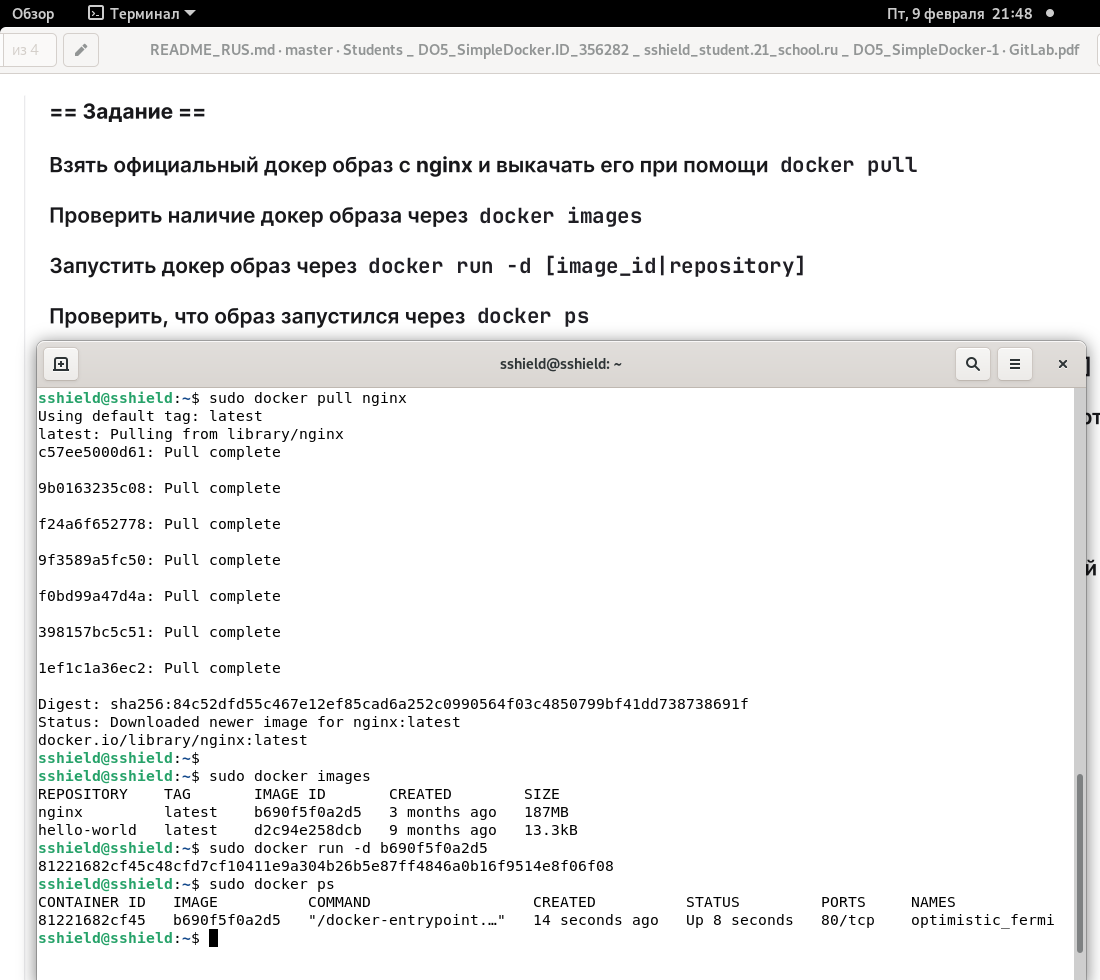 Обзор Терминал Пт, 9 февраля 21:48
из 4 README_RUS.md · master · Students _ DO5_SimpleDocker.ID_356282 _ sshield_student.21_school.ru _ DO5_SimpleDocker-1 · GitLab.pdf
== Задание ==
Взять официальный докер образ с nginx и выкачать его при помощи docker pull
Проверить наличие докер образа через docker images
Запустить докер образ через docker run -d [image_id|repository]
Проверить, что образ запустился через docker ps
sshield@sshield: ~
sshield@sshield:~$ sudo docker pull nginx
Using default tag: latest
latest: Pulling from library/nginx
c57ee5000d61: Pull complete
9b0163235c08: Pull complete
f24a6f652778: Pull complete
9f3589a5fc50: Pull complete
f0bd99a47d4a: Pull complete
398157bc5c51: Pull complete
1ef1c1a36ec2: Pull complete
Digest: sha256:84c52dfd55c467e12ef85cad6a252c0990564f03c4850799bf41dd738738691f
Status: Downloaded newer image for nginx:latest
docker.io/library/nginx:latest
sshield@sshield:~$
sshield@sshield:~$ sudo docker images
REPOSITORY TAG IMAGE ID CREATED SIZE
nginx latest b690f5f0a2d5 3 months ago 187MB
hello-world latest d2c94e258dcb 9 months ago 13.3kB
sshield@sshield:~$ sudo docker run -d b690f5f0a2d5
81221682cf45c48cfd7cf10411e9a304b26b5e87ff4846a0b16f9514e8f06f08
sshield@sshield:~$ sudo docker ps
CONTAINER ID IMAGE COMMAND CREATED STATUS PORTS NAMES
81221682cf45 b690f5f0a2d5 "/docker-entrypoint.…" 14 seconds ago Up 8 seconds 80/tcp optimistic_fermi
sshield@sshield:~$